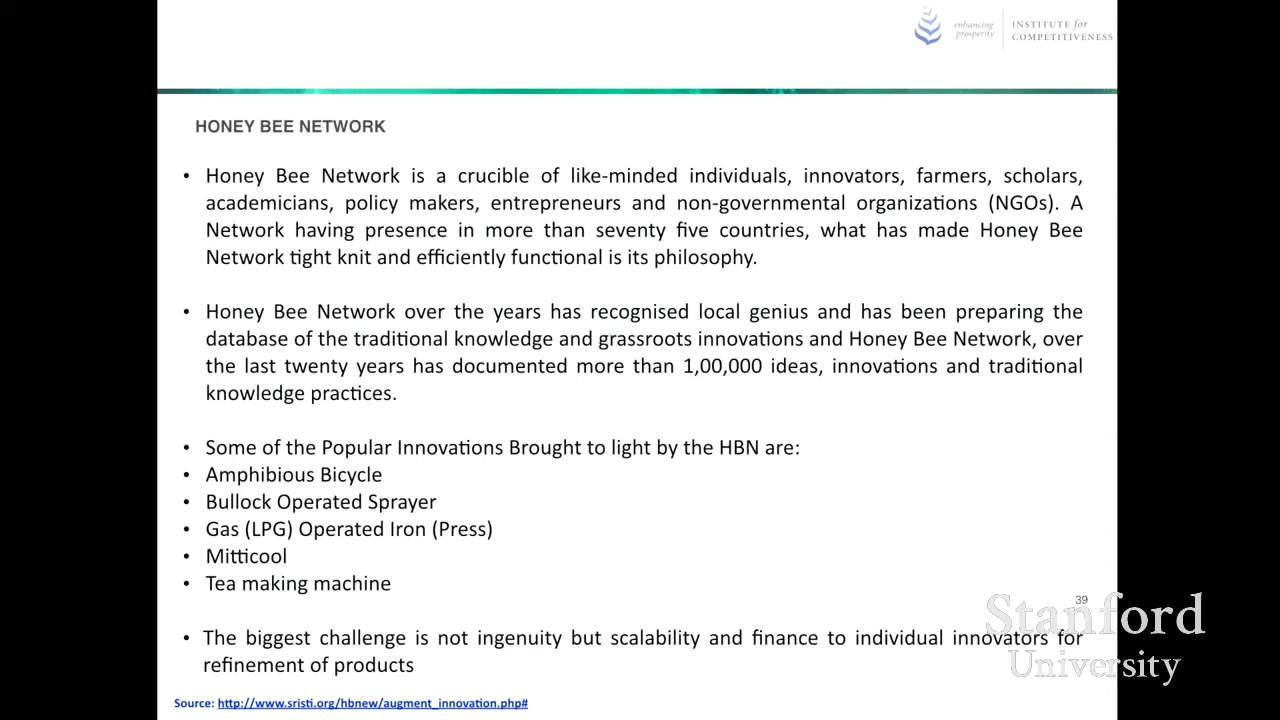 enhancing
prosperity
INSTITUTE for
COMPETITIVENESS
HONEY BEE NETWORK
• Honey Bee Network is a crucible of like-minded individuals, innovators, farmers, scholars,
academicians, policy makers, entrepreneurs and non-governmental organizations (NGOs). A
Network having presence in more than seventy five countries, what has made Honey Bee
Network tight knit and efficiently functional is its philosophy.
• Honey Bee Network over the years has recognised local genius and has been preparing the
database of the traditional knowledge and grassroots innovations and Honey Bee Network, over
the last twenty years has documented more than 1,00,000 ideas, innovations and traditional
knowledge practices.
• Some of the Popular Innovations Brought to light by the HBN are:
• Amphibious Bicycle
• Bullock Operated Sprayer
• Gas (LPG) Operated Iron (Press)
• Mitticool
• Tea making machine
39
• The biggest challenge is not ingenuity but scalability and finance to individual innovators for
refinement of products
Stanford
University
Source: http://www.sristi.org/hbnew/augment_innovation.php#